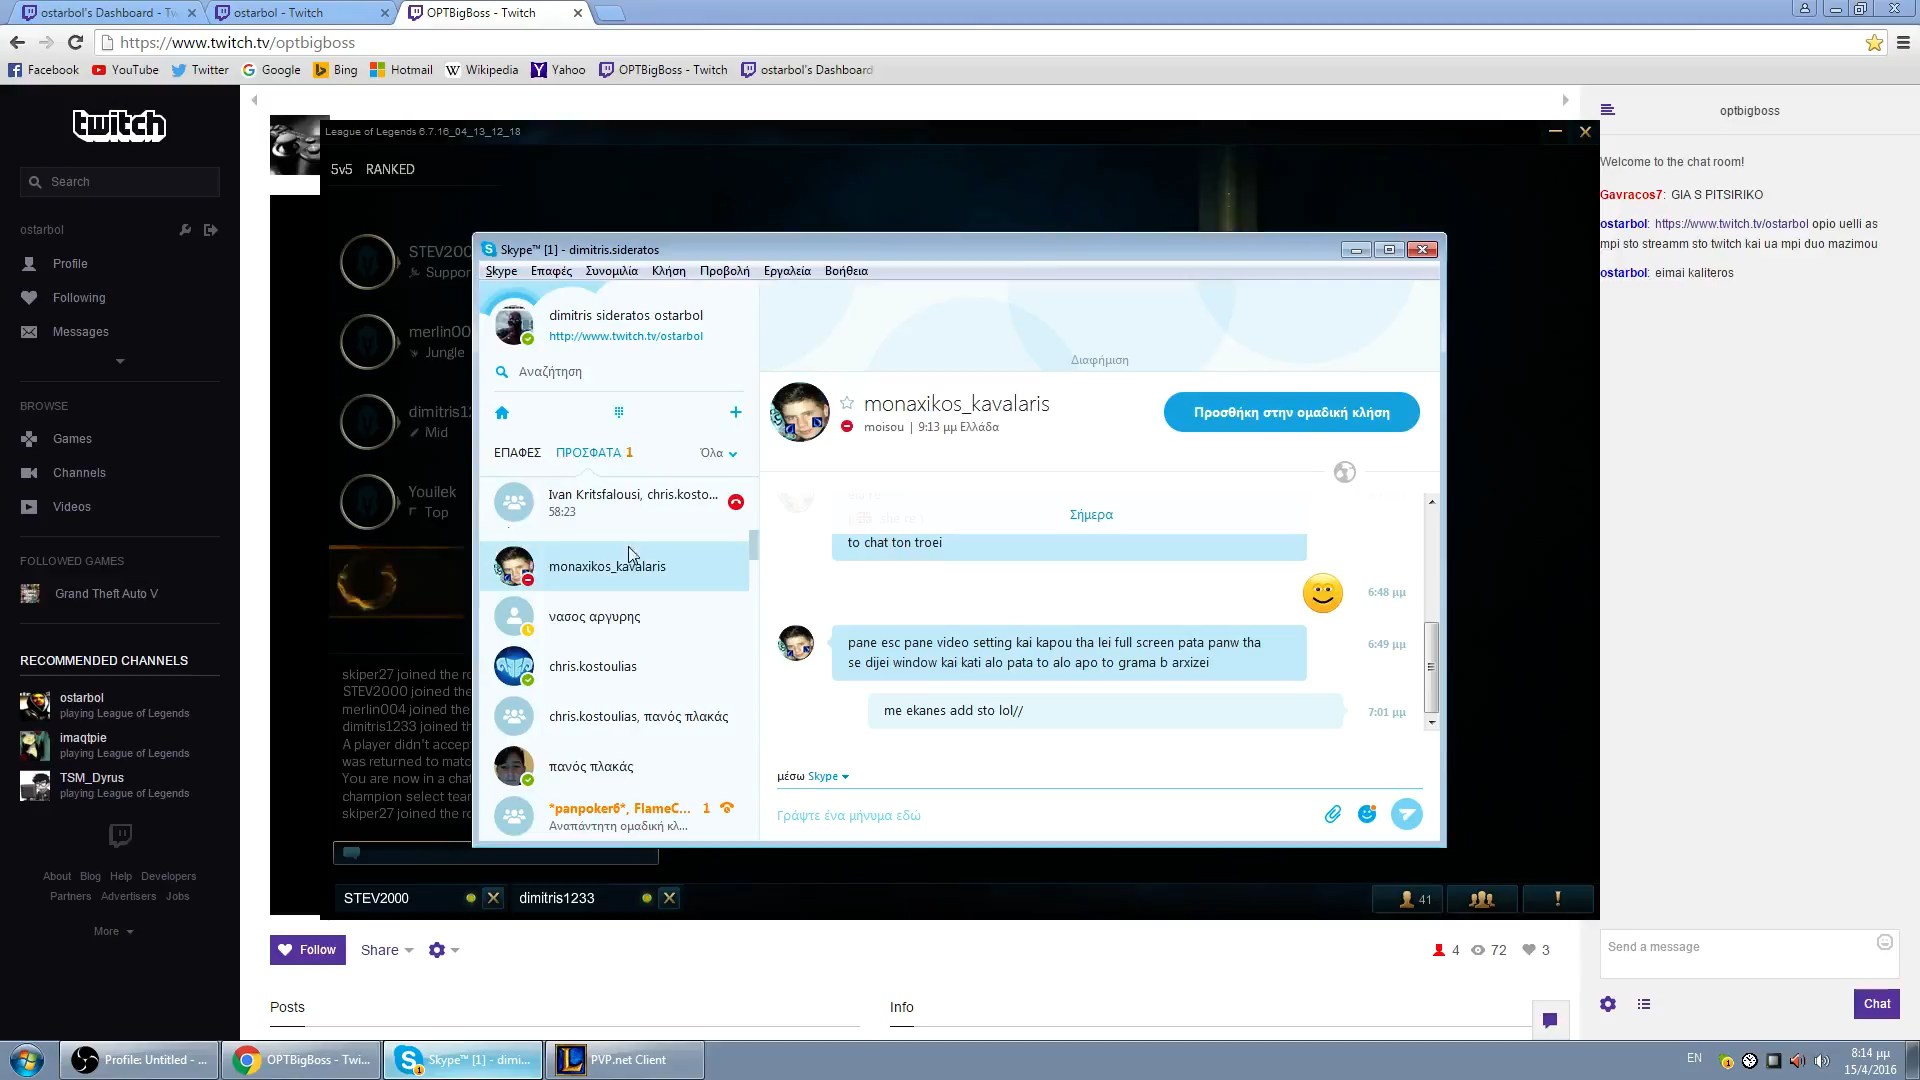 ostarbol's Dashboard - Tw
ostarbol - Twitch
OPTBigBoss - Twitch
https://www.twitch.tv/optbigboss
Facebook
YouTube
Twitter
Google
Bing
Hotmail
Wikipedia
Yahoo
OPTBigBoss - Twitch
ostarbol's Dashboard
twitch
Search
ostarbol
Profile
Following
Messages
BROWSE
Games
Channels
Videos
FOLLOWED GAMES
Grand Theft Auto V
RECOMMENDED CHANNELS
ostarbol
playing League of Legends
imaqtpie
playing League of Legends
TSM_Dyrus
playing League of Legends
About Blog Help Developers
Partners Advertisers Jobs
More
League of Legends 6.7.16_04_13_12_18
5v5 RANKED
STEV200
Suppor
merlin00
Jungle
dimitris12
Mid
Youilek
Top
skiper27 joined the ro
STEV2000 joined the
merlin004 joined the
dimitris1233 joined th
A player didn't accep
was returned to matc
You are now in a cha
champion select team
skiper27 joined the ro
STEV2000
dimitris1233
41
Skype™ [1] - dimitris.sideratos
Skype Επαφές Συνομιλία Κλήση Προβολή Εργαλεία Βοήθεια
dimitris sideratos ostarbol
http://www.twitch.tv/ostarbol
Αναζήτηση
ΕΠΑΦΕΣ ΠΡΟΣΦΑΤΑ 1 Όλα
Ivan Kritsfalousi, chris.kosto...
58:23
monaxikos_kavalaris
νασος αργυρης
chris.kostoulias
chris.kostoulias, πανός πλακάς
πανός πλακάς
*panpoker6*, FlameC... 1
Αναπάντητη ομαδική κλ...
Διαφήμιση
monaxikos_kavalaris
moisou | 9:13 μμ Ελλάδα
Προσθήκη στην ομαδική κλήση
Σήμερα
to chat ton troei
6:48 μμ
pane esc pane video setting kai kapou tha lei full screen pata panw tha
se dijei window kai kati alo pata to alo apo to grama b arxizei
6:49 μμ
me ekanes add sto lol//
7:01 μμ
μέσω Skype
Γράψτε ένα μήνυμα εδώ
Follow
Share
4
72
3
Posts
Info
optbigboss
Welcome to the chat room!
Gavracos7: GIA S PITSIRIKO
ostarbol: https://www.twitch.tv/ostarbol opio uelli as
mpi sto streamm sto twitch kai ua mpi duo mazimou
ostarbol: eimai kaliteros
Send a message
Chat
Profile: Untitled - ...
OPTBigBoss - Twi...
Skype™ [1] - dimi...
PVP.net Client
EN
8:14 μμ
15/4/2016